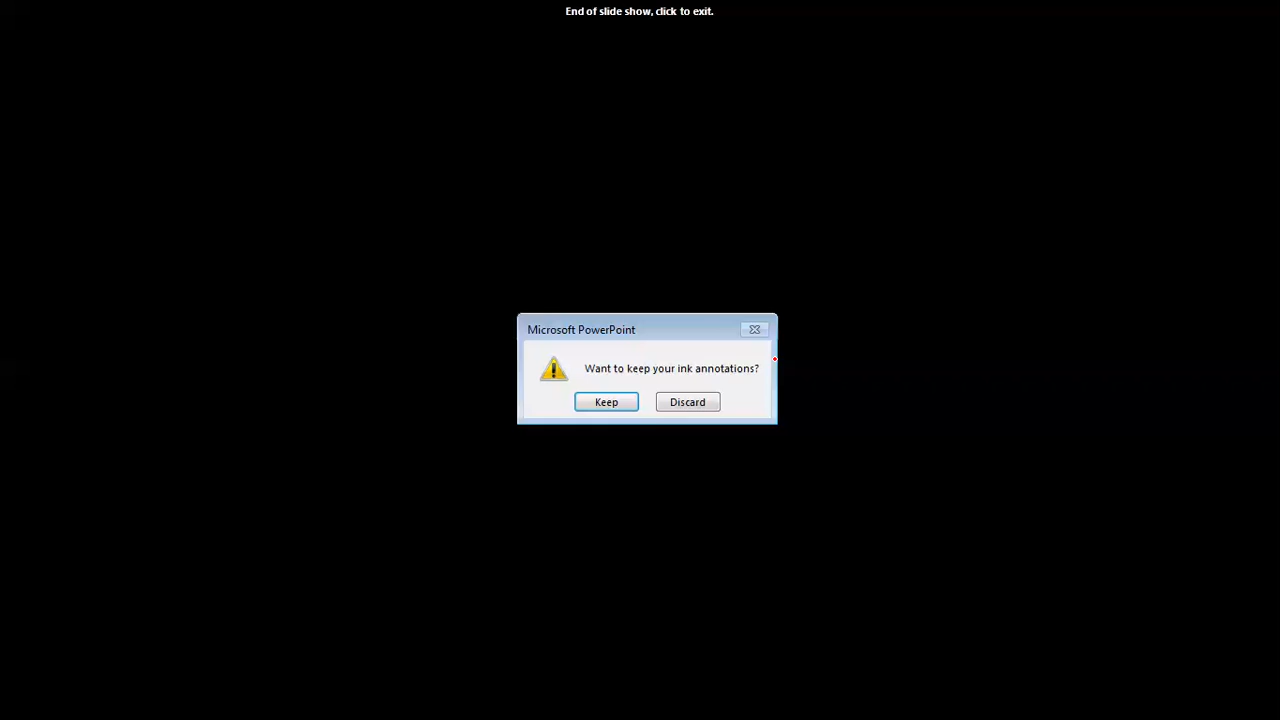 End of slide show, click to exit.
Microsoft PowerPoint
Want to keep your ink annotations?
Keep
Discard